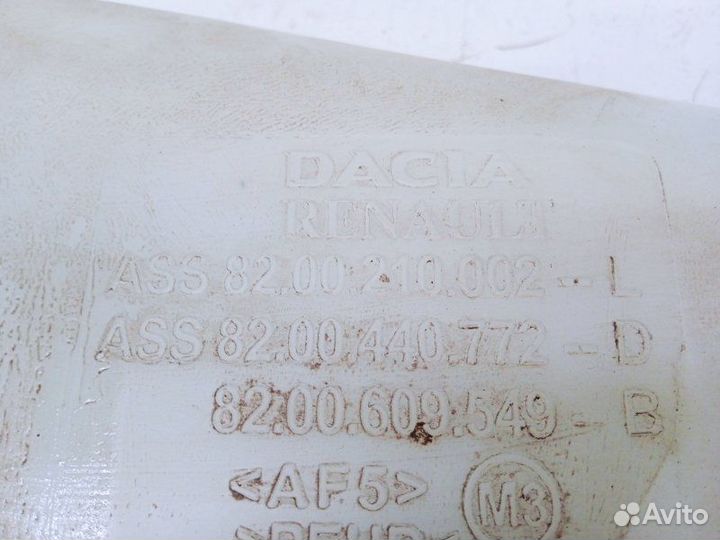 DACIA
RENAULT
ASS 82.00 210.002 -- L
ASS 82.00.440.772 - D
82.00.609.549 - B
<AF5>
M3
Avito